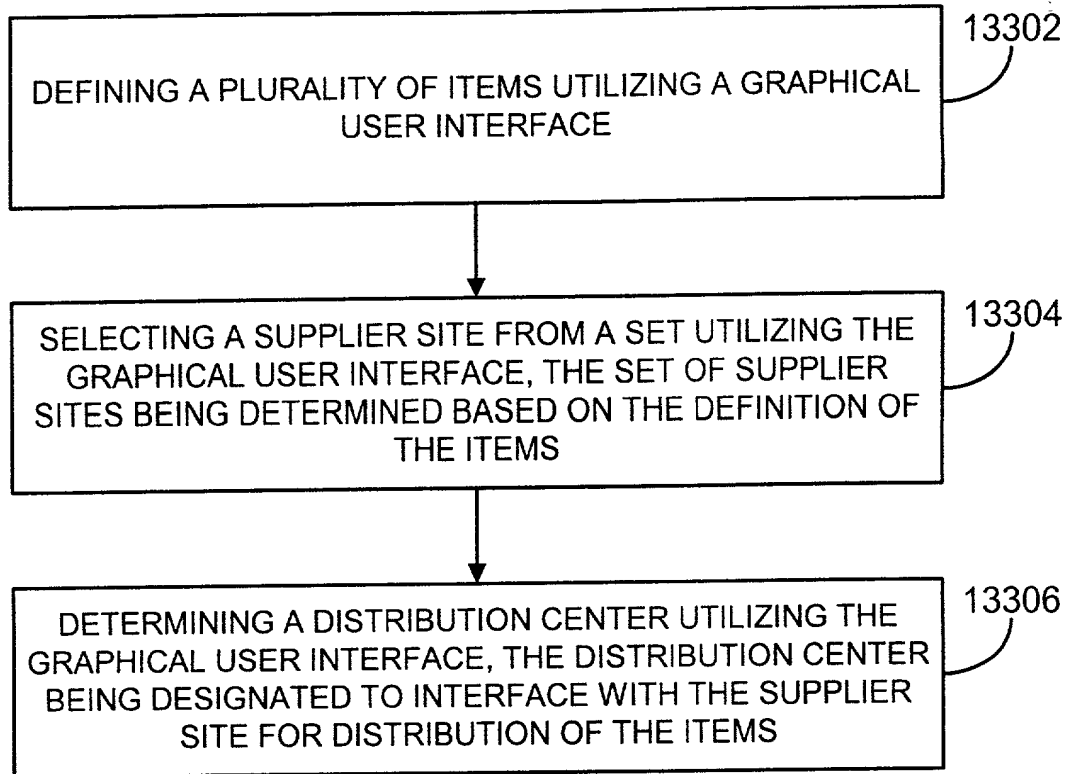 13302
DEFINING A PLURALITY OF ITEMS UTILIZING A GRAPHICAL
USER INTERFACE
13304
SELECTING A SUPPLIER SITE FROM A SET UTILIZING THE
GRAPHICAL USER INTERFACE, THE SET OF SUPPLIER
SITES BEING DETERMINED BASED ON THE DEFINITION OF
THE ITEMS
13306
DETERMINING A DISTRIBUTION CENTER UTILIZING THE
GRAPHICAL USER INTERFACE, THE DISTRIBUTION CENTER
BEING DESIGNATED TO INTERFACE WITH THE SUPPLIER
SITE FOR DISTRIBUTION OF THE ITEMS